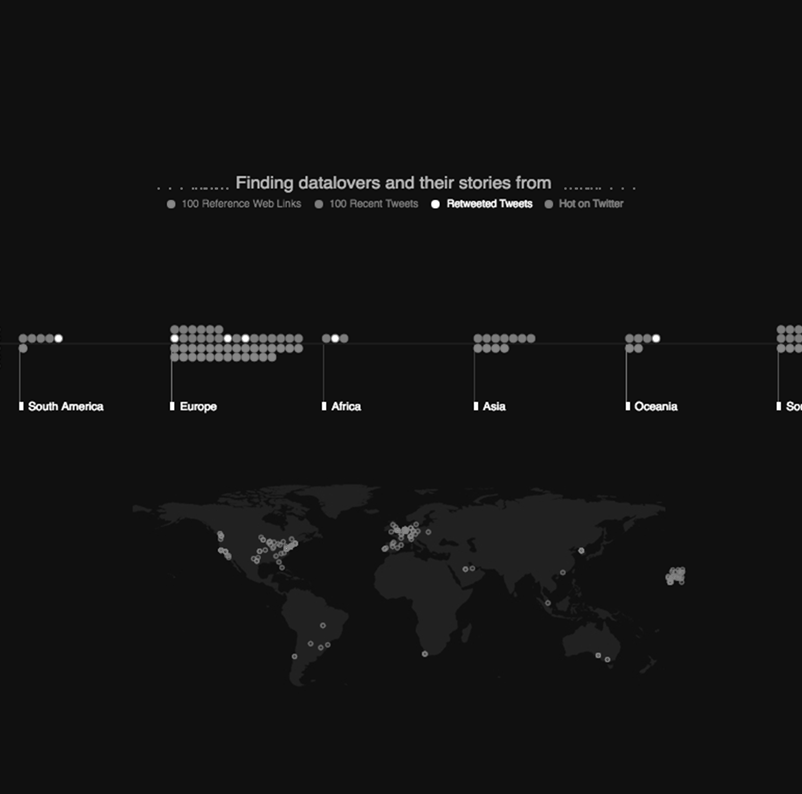 Finding datalovers and their stories from
100 Reference Web Links 100 Recent Tweets Retweeted Tweets Hot on Twitter
South America Europe Africa Asia Oceania Sou